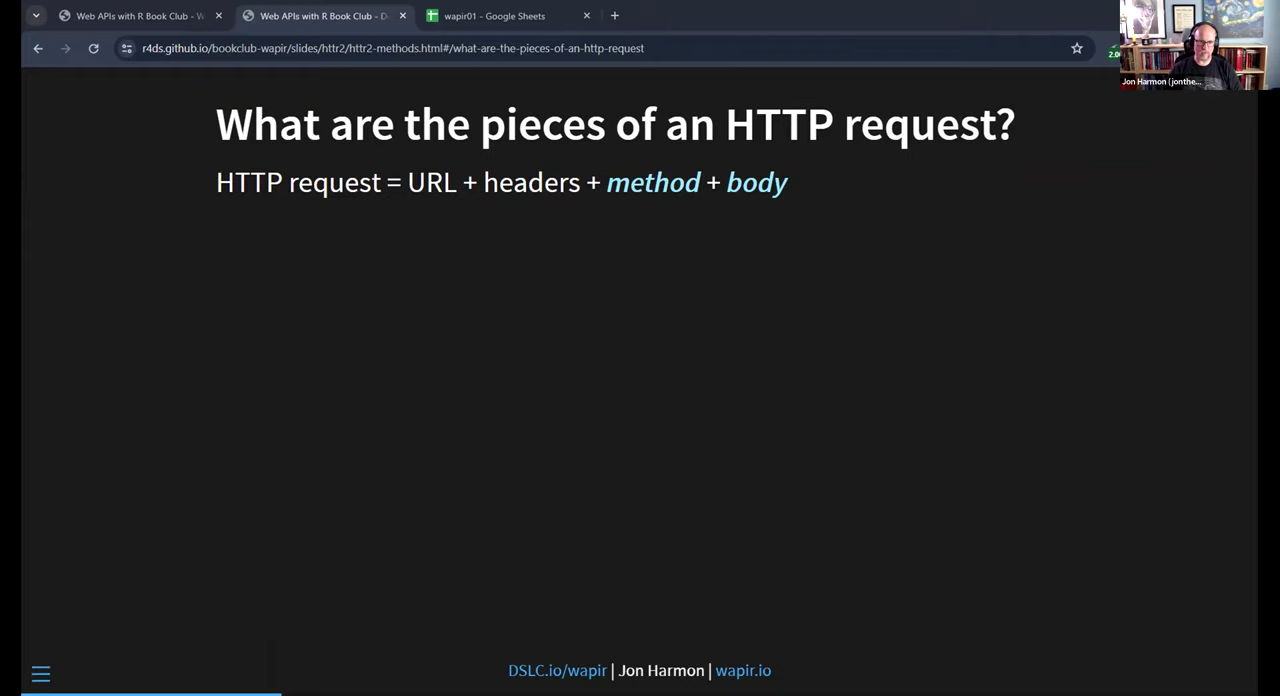 Web APIs with R Book Club - W
Web APIs with R Book Club - D
wapir01 - Google Sheets
r4ds.github.io/bookclub-wapir/slides/httr2/httr2-methods.html#/what-are-the-pieces-of-an-http-request
2.0
Jon Harmon (jonthe...
What are the pieces of an HTTP request?
HTTP request = URL + headers + method + body
DSLC.io/wapir | Jon Harmon | wapir.io